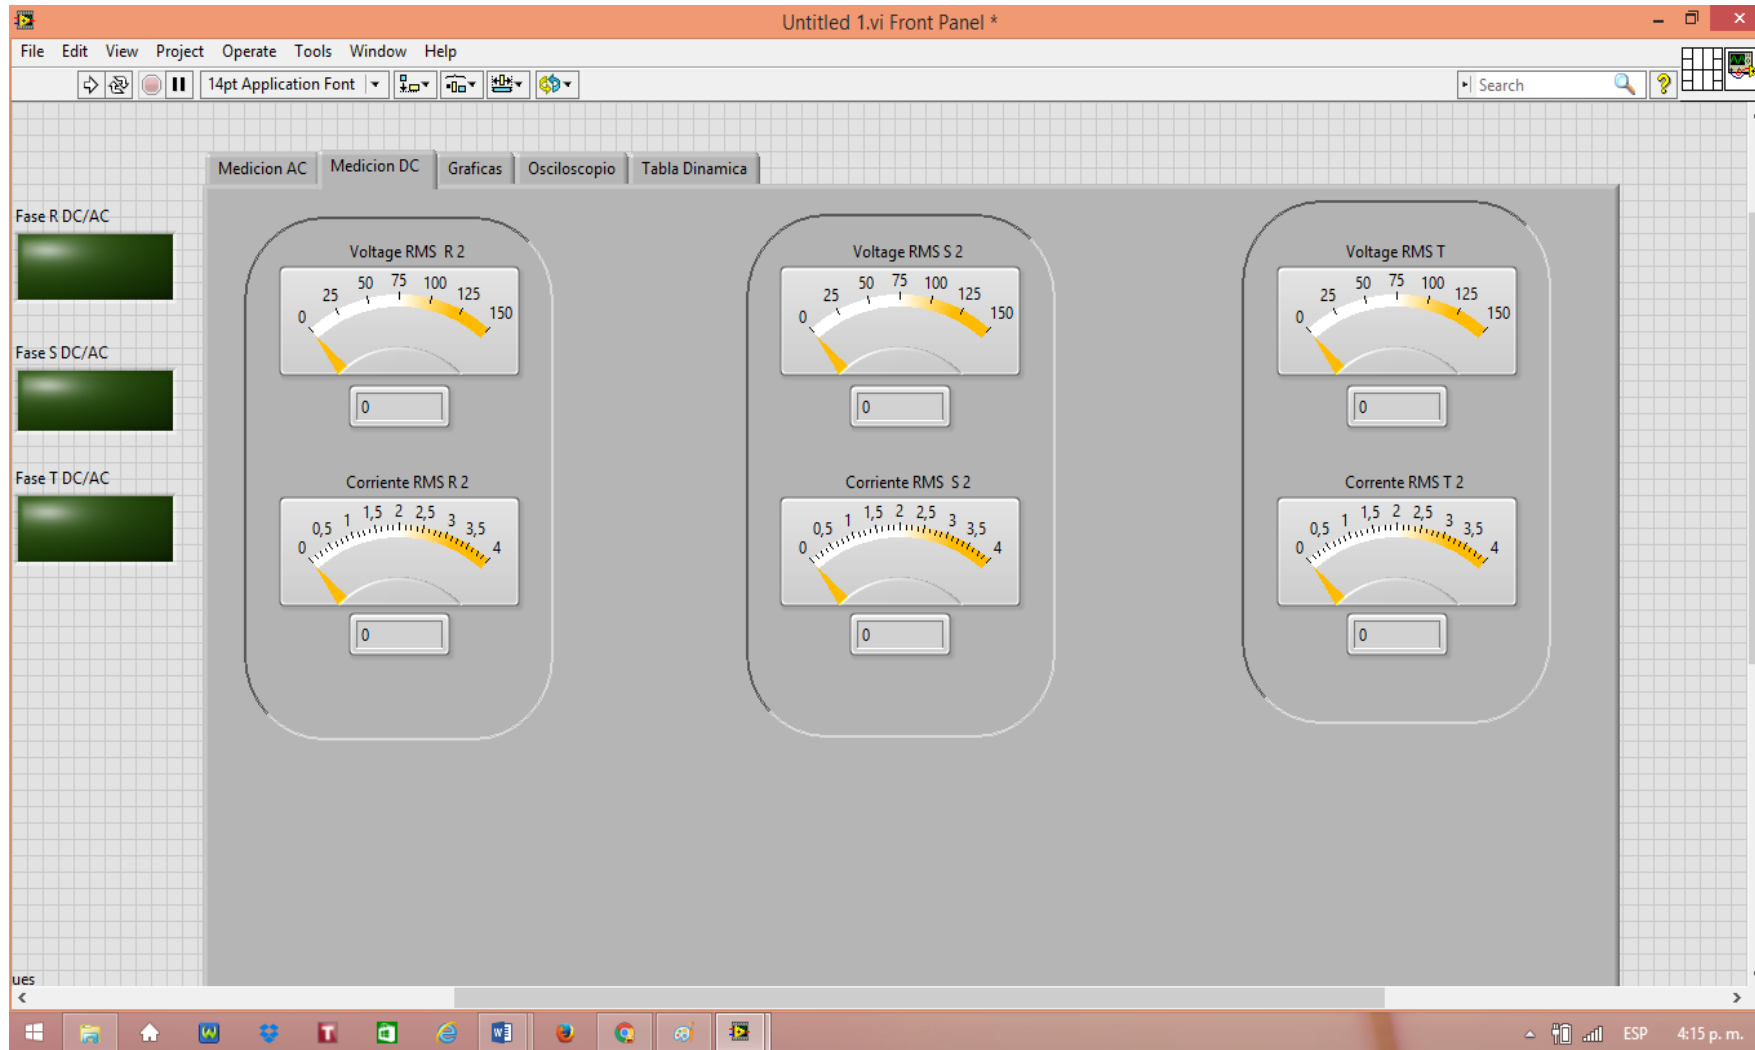 Untitled 1.vi Front Panel *
File Edit View Project Operate Tools Window Help
14pt Application Font
Search
Medicion AC Medicion DC Graficas Osciloscopio Tabla Dinamica
Fase R DC/AC
Fase S DC/AC
Fase T DC/AC
Voltage RMS R 2
0 25 50 75 100 125 150
0
Corriente RMS R 2
0 0,5 1 1,5 2 2,5 3 3,5 4
0
Voltage RMS S 2
0 25 50 75 100 125 150
0
Corriente RMS S 2
0 0,5 1 1,5 2 2,5 3 3,5 4
0
Voltage RMS T
0 25 50 75 100 125 150
0
Corrente RMS T 2
0 0,5 1 1,5 2 2,5 3 3,5 4
0
ues
ESP 4:15 p. m.